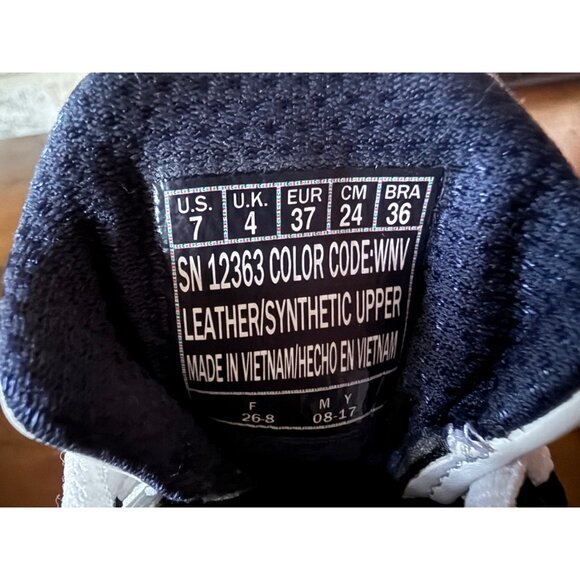 U.S. U.K. EUR CM BRA
7 4 37 24 36
SN 12363 COLOR CODE:WNV
LEATHER/SYNTHETIC UPPER
MADE IN VIETNAM/HECHO EN VIETNAM
F M Y
26-8 08-17